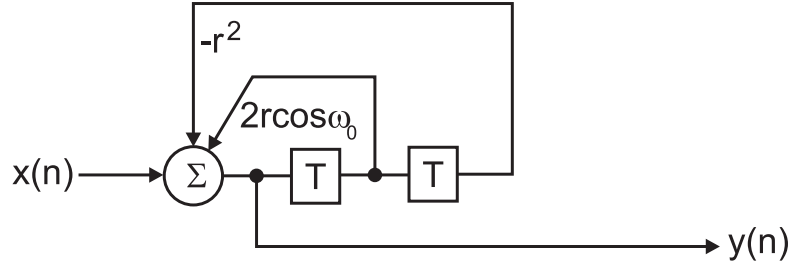 -r²
2rcosω₀
x(n)
Σ
T
T
y(n)